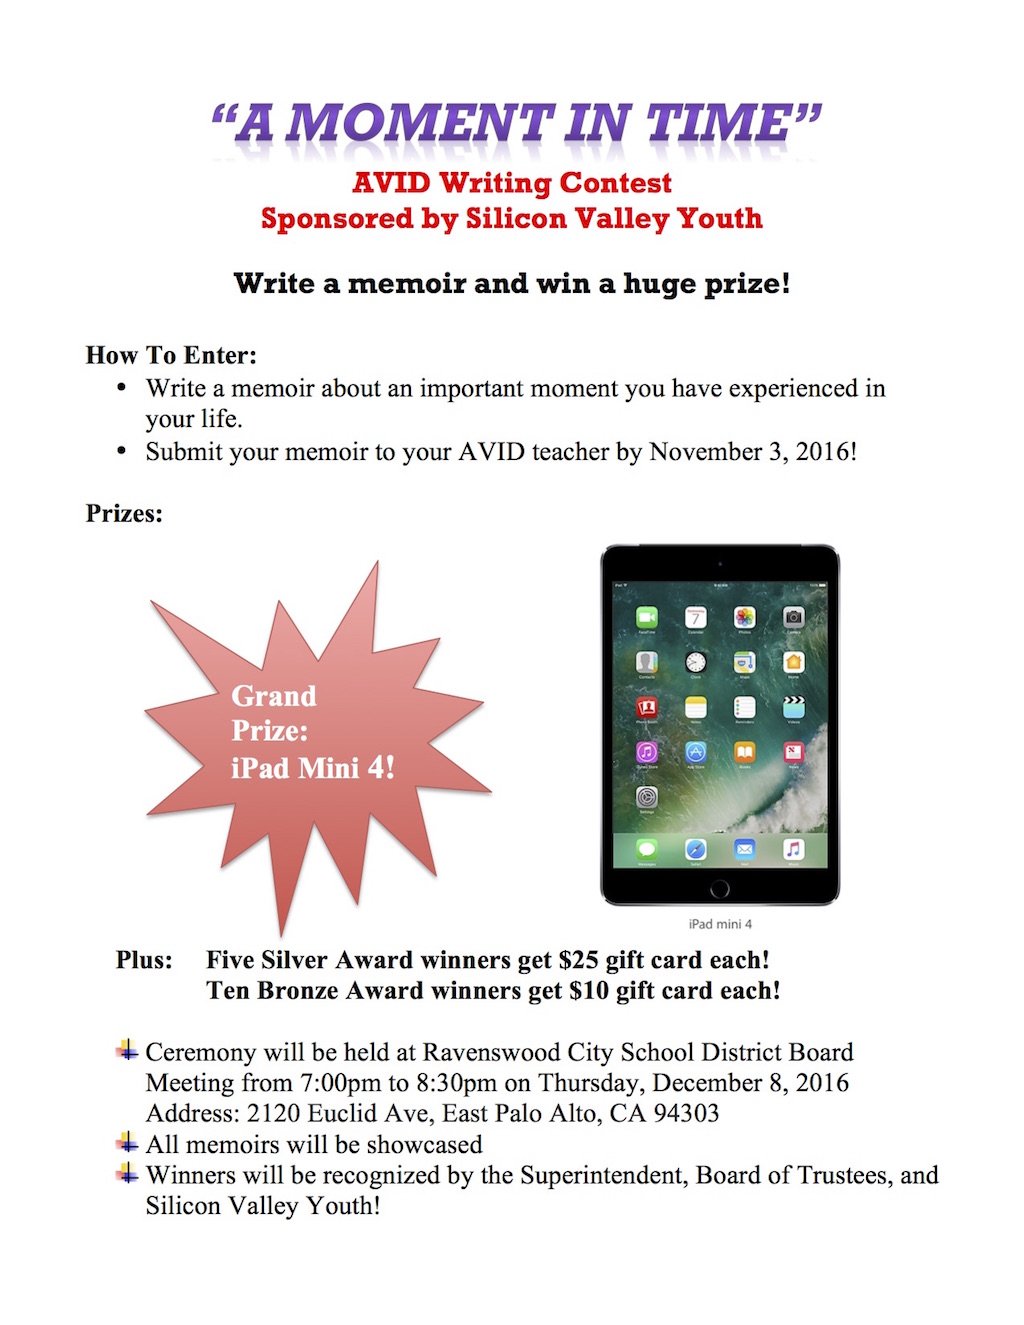 “A MOMENT IN TIME”
AVID Writing Contest
Sponsored by Silicon Valley Youth
Write a memoir and win a huge prize!
How To Enter:
• Write a memoir about an important moment you have experienced in
your life.
• Submit your memoir to your AVID teacher by November 3, 2016!
Prizes:
Grand
Prize:
iPad Mini 4!
iPad mini 4
Plus: Five Silver Award winners get $25 gift card each!
Ten Bronze Award winners get $10 gift card each!
Ceremony will be held at Ravenswood City School District Board
Meeting from 7:00pm to 8:30pm on Thursday, December 8, 2016
Address: 2120 Euclid Ave, East Palo Alto, CA 94303
All memoirs will be showcased
Winners will be recognized by the Superintendent, Board of Trustees, and
Silicon Valley Youth!